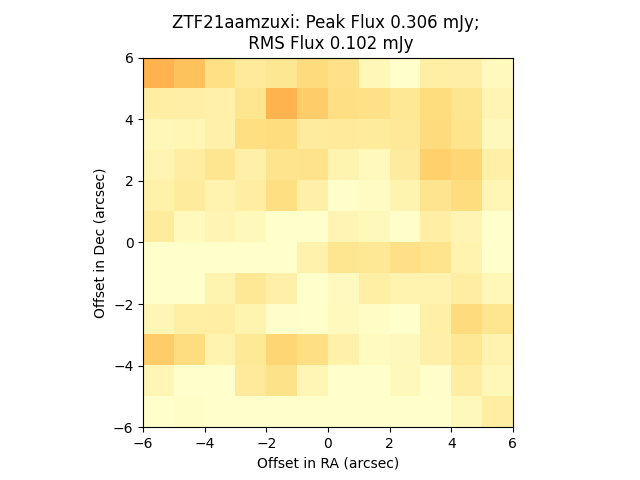 ZTF21aamzuxi: Peak Flux 0.306 mJy;
RMS Flux 0.102 mJy
6
4
2
0
−2
−4
−6
Offset in Dec (arcsec)
−6 −4 −2 0 2 4 6
Offset in RA (arcsec)